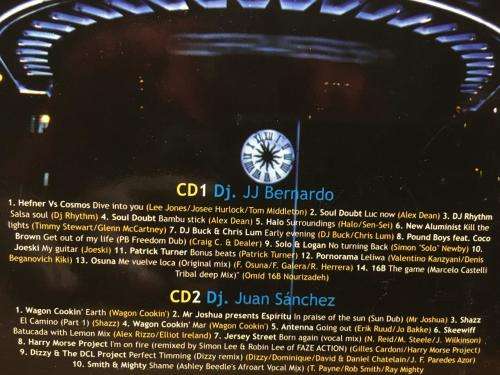 CD1 Dj. JJ Bernardo
1. Hefner Vs Cosmos Dive into you (Lee Jones/Josee Hurlock/Tom Middleton) 2. Soul Doubt Luc now (Alex Dean) 3. DJ Rhythm
Salsa soul (DJ Rhythm) 4. Soul Doubt Bambu stick (Alex Dean) 5. Halo Surroundings (Halo/Sen-Sei) 6. New Aluminist Kill the
lights (Timmy Stewart/Glenn McCartney) 7. DJ Buck & Chris Lum Early evening (DJ Buck/Chris Lum) 8. Pound Boys feat. Coco
Brown Get out of my life (PB Freedom Dub) (Craig C. & Dealer) 9. Solo & Logan No turning Back (Simon "Solo" Newby) 10.
Joeski My guitar (Joeski) 11. Patrick Turner Bonus beats (Patrick Turner) 12. Pornorama Leliwa (Valentino Kanzyani/Denis
Beganovich Kiki) 13. Osuna Me vuelve loca (Original mix) (F. Osuna/F. Galera/R. Herrera) 14. 16B The game (Marcelo Castelli
Tribal deep Mix)" (Omid 16B Nourizadeh)
CD2 Dj. Juan Sánchez
1. Wagon Cookin' Earth (Wagon Cookin') 2. Mr Joshua presents Espiritu In praise of the sun (Sun Dub) (Mr Joshua) 3. Shazz
El Camino (Part 1) (Shazz) 4. Wagon Cookin' Mar (Wagon Cookin') 5. Antenna Going out (Erik Ruud/Jo Bakke) 6. Skeewiff
Batucada with Lemon Mix (Alex Rizzo/Elliot Ireland) 7. Jersey Street Born again (vocal mix) (N. Reid/M. Steele/J. Wilkinson)
8. Harry Morse Project I'm on fire (remixed by Simon Lee & Robin Lee of FAZE ACTION) (Gilles Cardoni/Harry Morse Project)
9. Dizzy & The DCL Project Perfect Timming (Dizzy remix) (Dizzy/Dominique/David & Daniel Chatelain/J. F. Paredes Azor)
10. Smith & Mighty Shame (Ashley Beedle's Afroart Vocal Mix) (T. Payne/Rob Smith/Ray Mighty